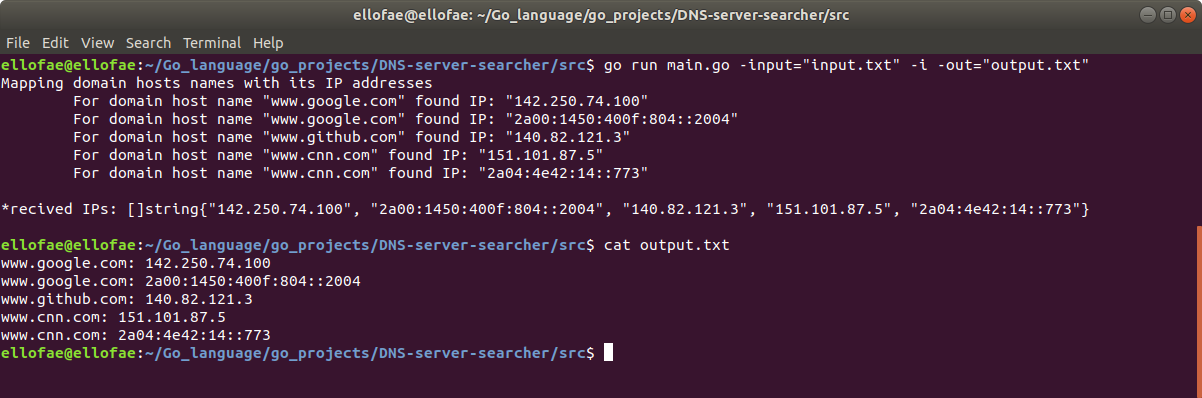 ellofae@ellofae: ~/Go_language/go_projects/DNS-server-searcher/src
File Edit View Search Terminal Help
ellofae@ellofae:~/Go_language/go_projects/DNS-server-searcher/src$ go run main.go -input="input.txt" -i -out="output.txt"
Mapping domain hosts names with its IP addresses
For domain host name "www.google.com" found IP: "142.250.74.100"
For domain host name "www.google.com" found IP: "2a00:1450:400f:804::2004"
For domain host name "www.github.com" found IP: "140.82.121.3"
For domain host name "www.cnn.com" found IP: "151.101.87.5"
For domain host name "www.cnn.com" found IP: "2a04:4e42:14::773"
*recived IPs: []string{"142.250.74.100", "2a00:1450:400f:804::2004", "140.82.121.3", "151.101.87.5", "2a04:4e42:14::773"}
ellofae@ellofae:~/Go_language/go_projects/DNS-server-searcher/src$ cat output.txt
www.google.com: 142.250.74.100
www.google.com: 2a00:1450:400f:804::2004
www.github.com: 140.82.121.3
www.cnn.com: 151.101.87.5
www.cnn.com: 2a04:4e42:14::773
ellofae@ellofae:~/Go_language/go_projects/DNS-server-searcher/src$